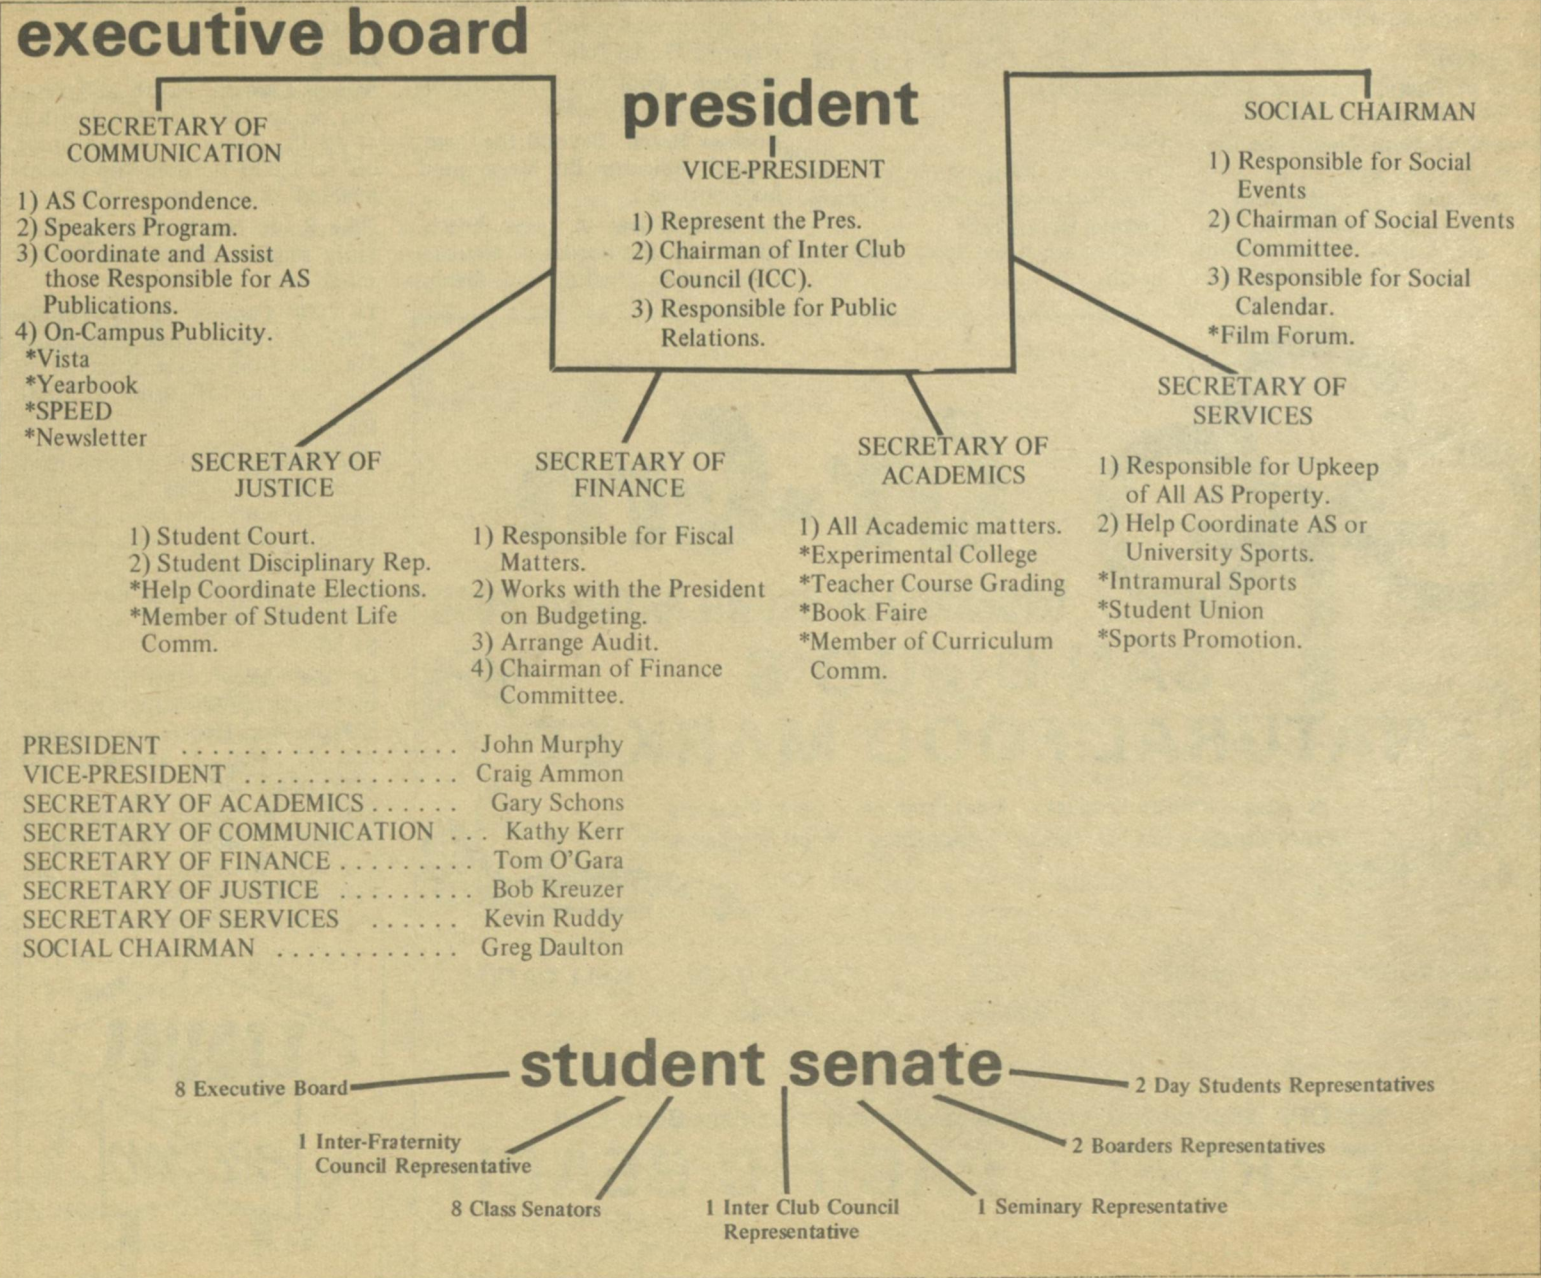 executive board
SECRETARY OF
COMMUNICATION
1) AS Correspondence.
2) Speakers Program.
3) Coordinate and Assist
those Responsible for AS
Publications.
4) On-Campus Publicity.
*Vista
*Yearbook
*SPEED
*Newsletter
president
VICE-PRESIDENT
1) Represent the Pres.
2) Chairman of Inter Club
Council (ICC).
3) Responsible for Public
Relations.
SOCIAL CHAIRMAN
1) Responsible for Social
Events
2) Chairman of Social Events
Committee.
3) Responsible for Social
Calendar.
*Film Forum.
SECRETARY OF
JUSTICE
1) Student Court.
2) Student Disciplinary Rep.
*Help Coordinate Elections.
*Member of Student Life
Comm.
SECRETARY OF
FINANCE
1) Responsible for Fiscal
Matters.
2) Works with the President
on Budgeting.
3) Arrange Audit.
4) Chairman of Finance
Committee.
SECRETARY OF
ACADEMICS
1) All Academic matters.
*Experimental College
*Teacher Course Grading
*Book Faire
*Member of Curriculum
Comm.
SECRETARY OF
SERVICES
1) Responsible for Upkeep
of All AS Property.
2) Help Coordinate AS or
University Sports.
*Intramural Sports
*Student Union
*Sports Promotion.
PRESIDENT .................. John Murphy
VICE-PRESIDENT .............. Craig Ammon
SECRETARY OF ACADEMICS ...... Gary Schons
SECRETARY OF COMMUNICATION ... Kathy Kerr
SECRETARY OF FINANCE ......... Tom O'Gara
SECRETARY OF JUSTICE ......... Bob Kreuzer
SECRETARY OF SERVICES ...... Kevin Ruddy
SOCIAL CHAIRMAN ............ Greg Daulton
student senate
8 Executive Board
1 Inter-Fraternity
Council Representative
8 Class Senators
1 Inter Club Council
Representative
1 Seminary Representative
2 Boarders Representatives
2 Day Students Representatives